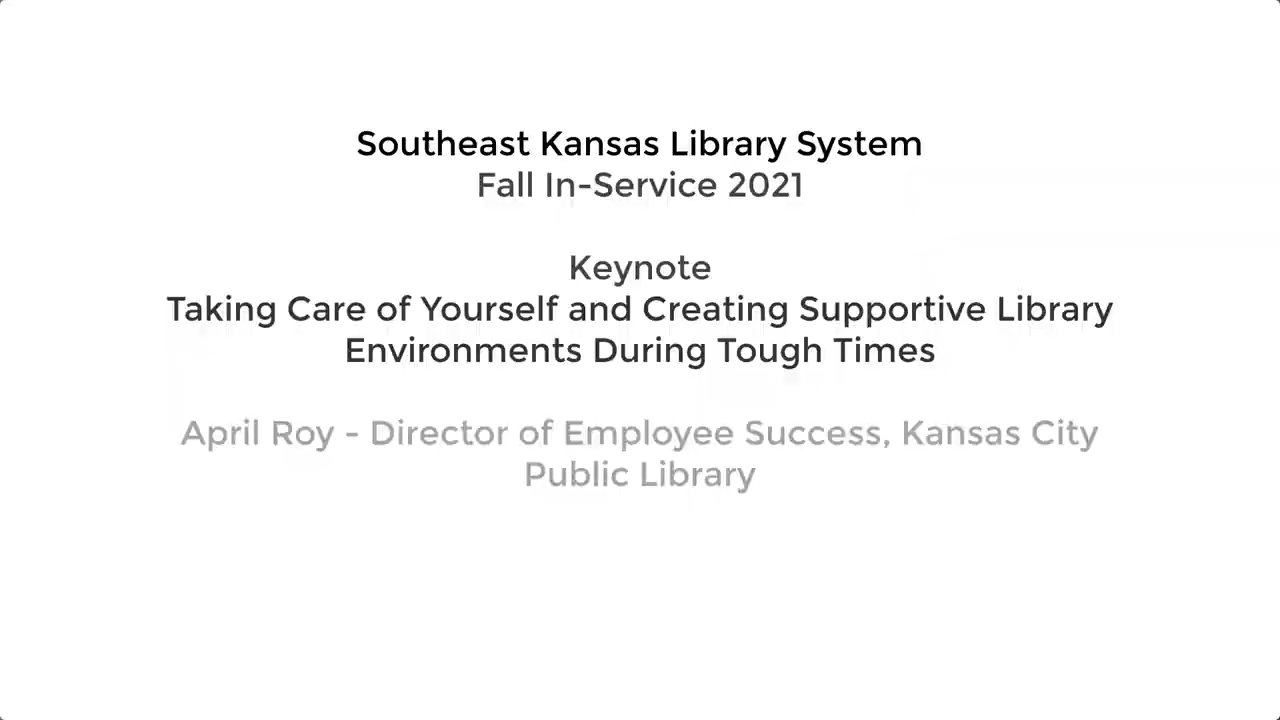 Southeast Kansas Library System
Fall In-Service 2021
Keynote
Taking Care of Yourself and Creating Supportive Library
Environments During Tough Times
April Roy - Director of Employee Success, Kansas City
Public Library